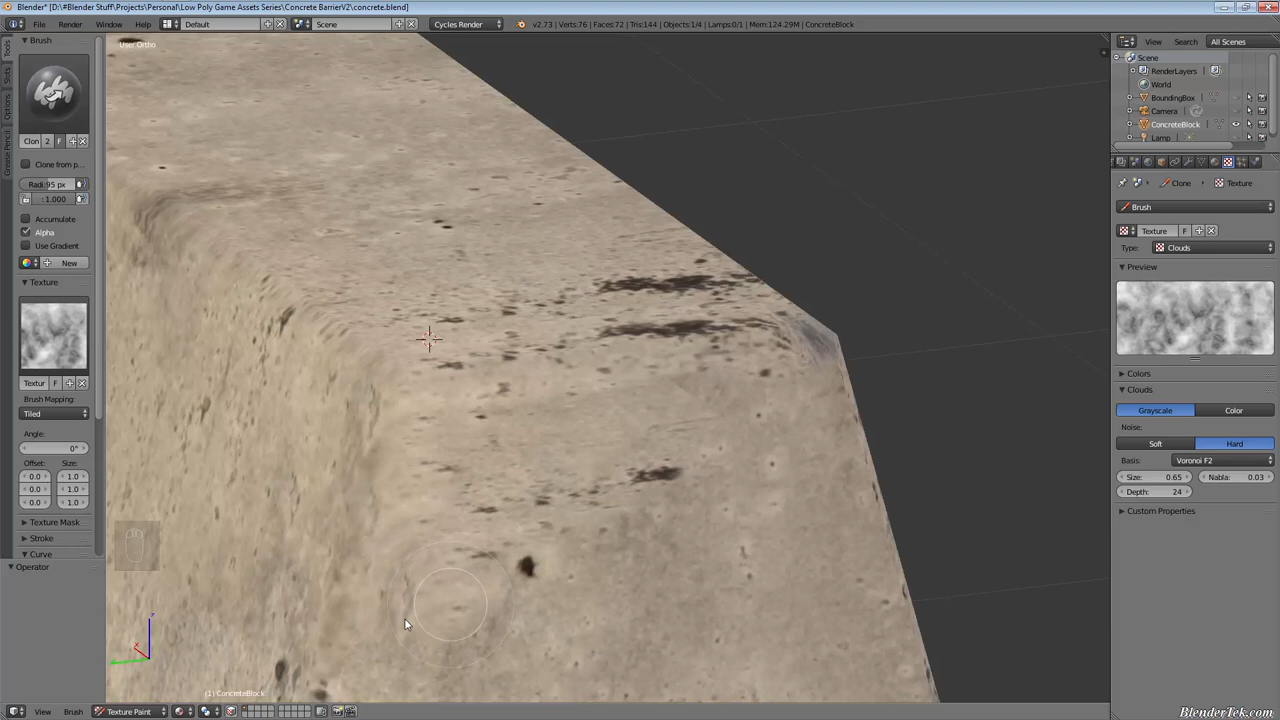 Blender* [D:\#Blender Stuff\Projects\Personal\Low Poly Game Assets Series\Concrete BarrierV2\concrete.blend]
File Render Window Help Default Scene Cycles Render v2.73 | Verts:76 | Faces:72 | Tris:144 | Objects:1/4 | Lamps:0/1 | Mem:124.29M | ConcreteBlock
Brush
User Ortho
View Search All Scenes
Scene
RenderLayers
World
BoundingBox
Camera
ConcreteBlock
Lamp
Tools
Slots
Options
Grease Pencil
Clon 2 F
Clone from p...
Radi:95 px
: 1.000
Accumulate
Alpha
Use Gradient
New
Texture
Textur F
Brush Mapping:
Tiled
Angle:
0°
Offset: Size:
0.0 1.0
0.0 1.0
0.0 1.0
Texture Mask
Stroke
Curve
Operator
Clone Texture
Brush
Texture F
Type: Clouds
Preview
Colors
Clouds
Grayscale Color
Noise:
Soft Hard
Basis: Voronoi F2
Size: 0.65 Nabla: 0.03
Depth: 24
Custom Properties
z
x
y
(1) ConcreteBlock
View Brush Texture Paint
BlenderTek.com